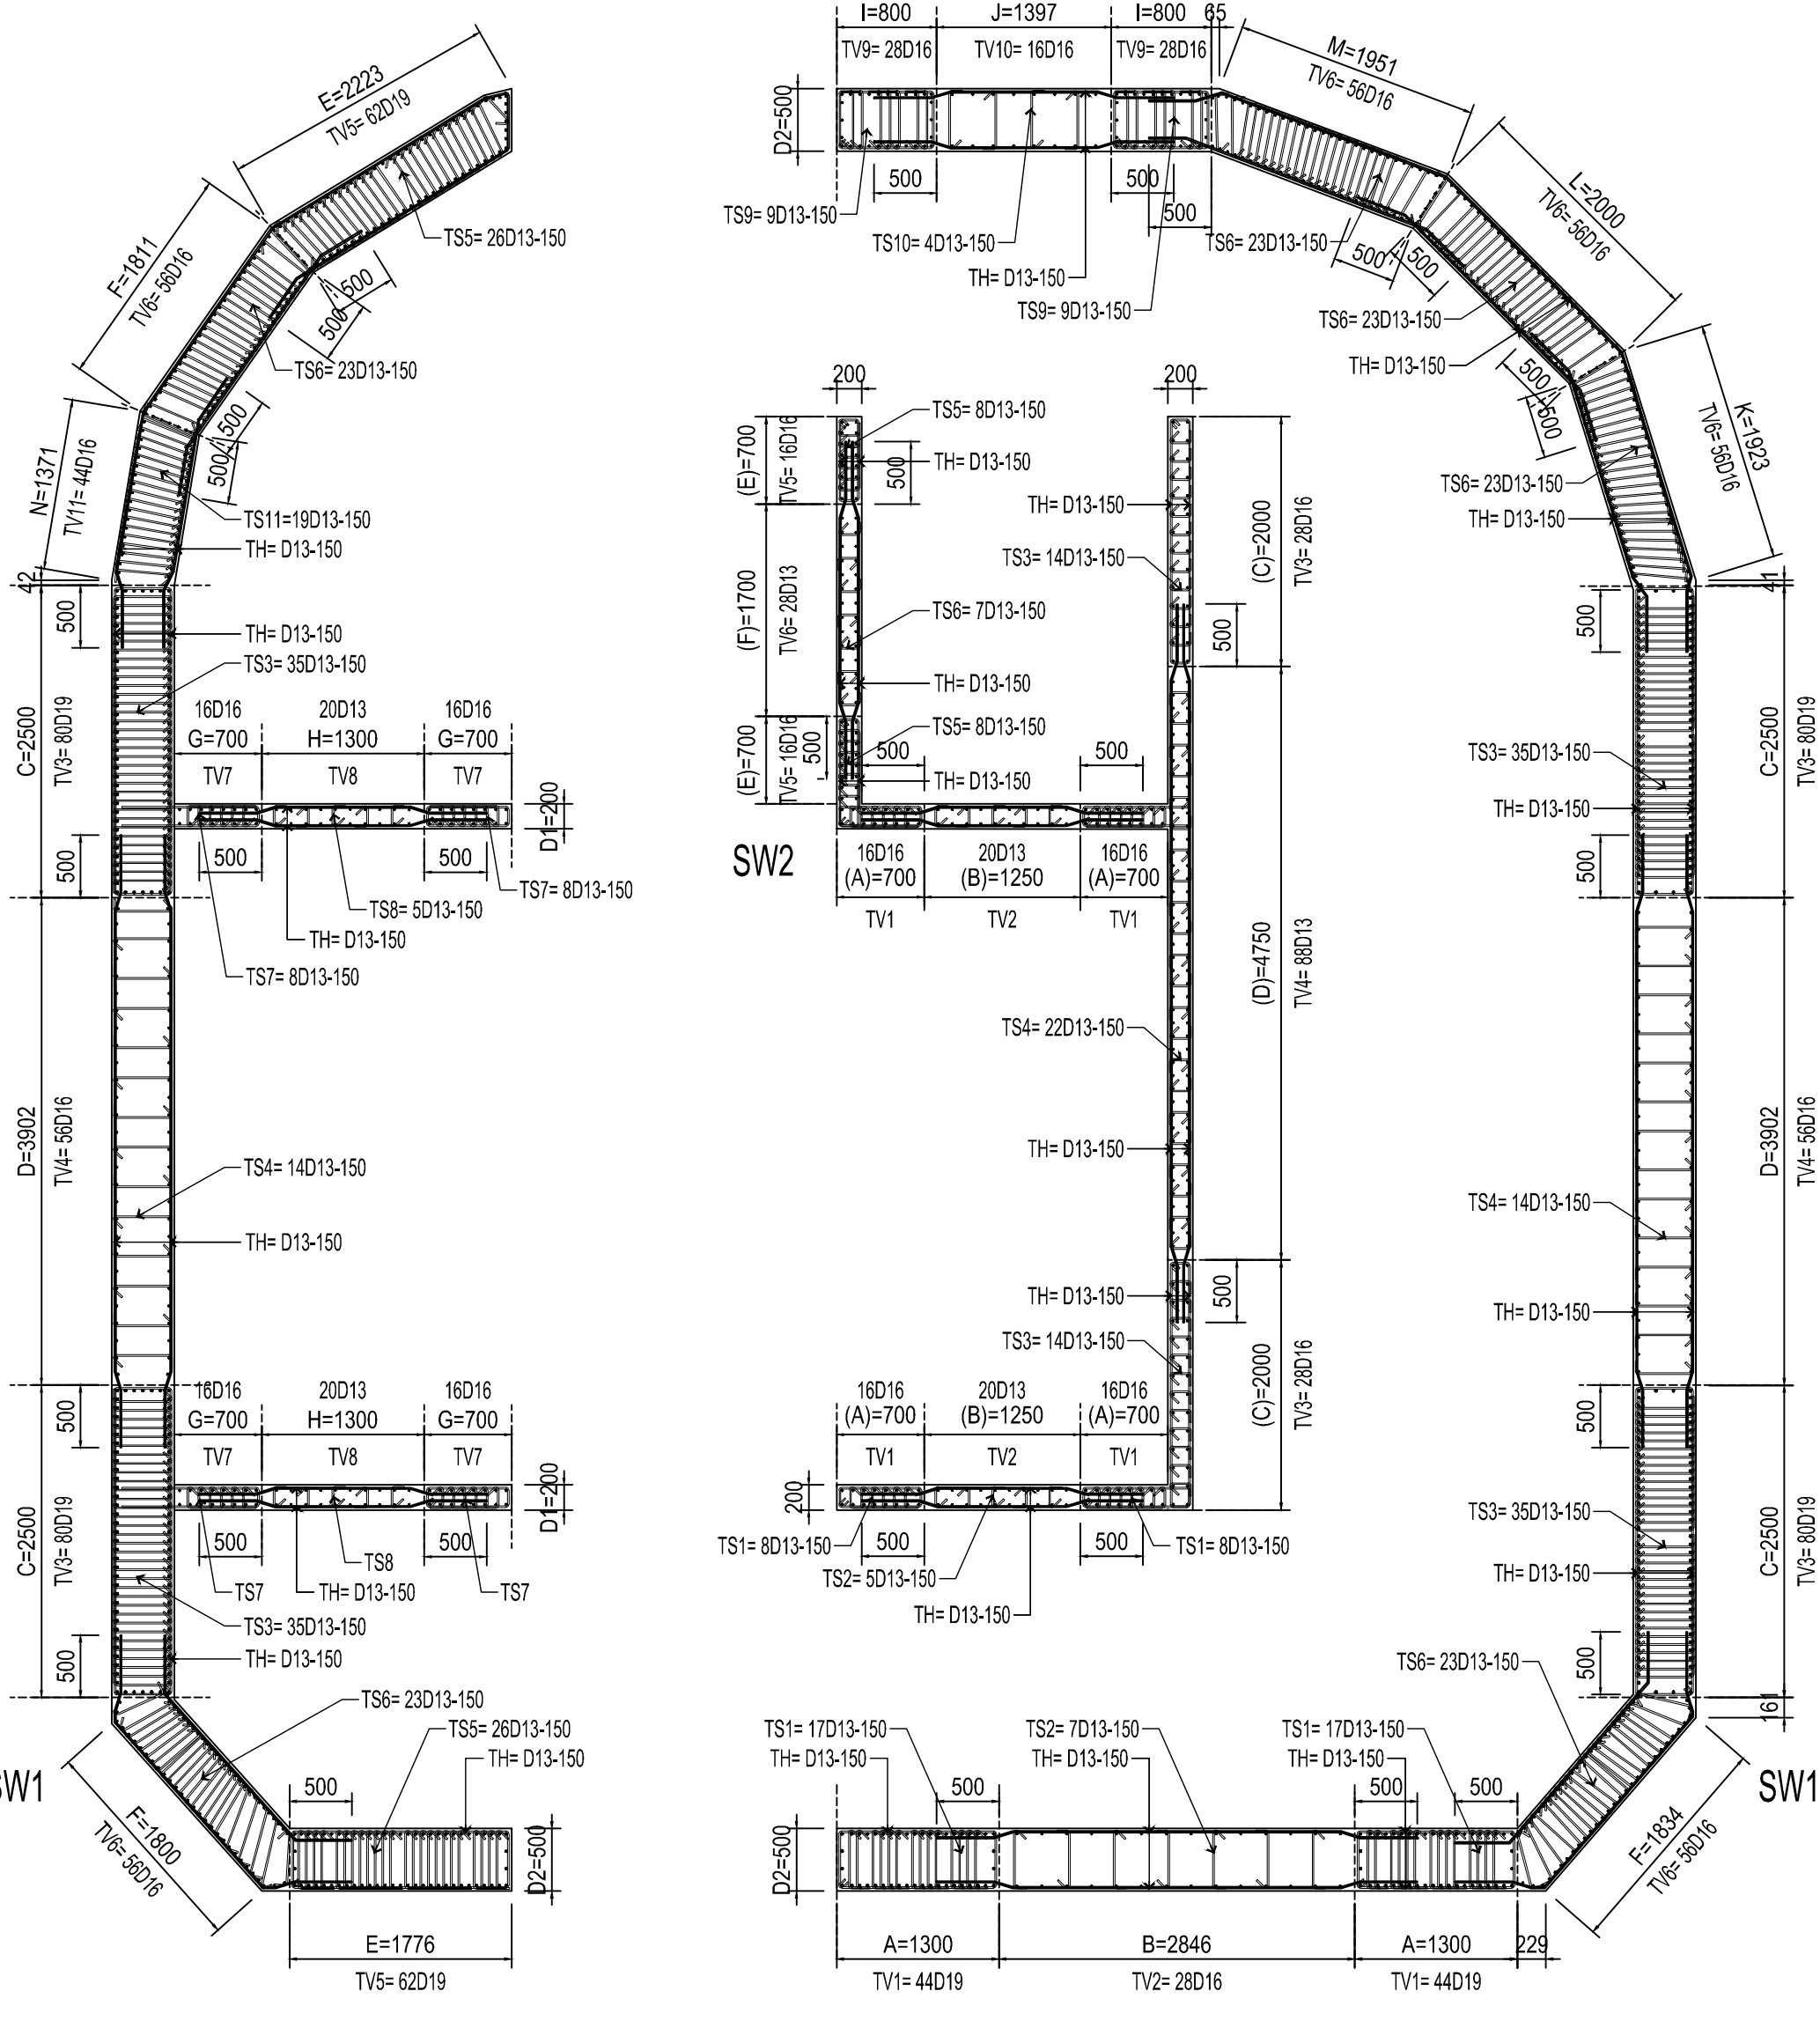 I=800
J=1397
I=800
65
TV9= 28D16
TV10= 16D16
TV9= 28D16
M=1951
TV6= 56D16
E=2223
TV5= 62D19
D2=500
L=2000
TV6= 56D16
500
500
500
TS9= 9D13-150
TS10= 4D13-150
TS6= 23D13-150
TH= D13-150
TS9= 9D13-150
500
500
TS6= 23D13-150
TH= D13-150
F=1811
TV6= 56D16
TS5= 26D13-150
500
500
TS6= 23D13-150
500
500
K=1923
TV6= 56D16
TS6= 23D13-150
TH= D13-150
500
500
N=1371
TV11= 44D16
TS11=19D13-150
TH= D13-150
42
500
TH= D13-150
TS3= 35D13-150
200
200
TS5= 8D13-150
TH= D13-150
500
(E)=700
TV5= 16D16
TH= D13-150
TS3= 14D13-150
(C)=2000
TV3= 28D16
(F)=1700
TV6= 28D13
TS6= 7D13-150
500
TH= D13-150
TS5= 8D13-150
(E)=700
TV5= 16D16
500
500
500
TH= D13-150
41
500
C=2500
TV3= 80D19
16D16
20D13
16D16
G=700
H=1300
G=700
TV7
TV8
TV7
D1=200
500
500
500
TS7= 8D13-150
TS8= 5D13-150
TH= D13-150
TS7= 8D13-150
SW2
16D16
20D13
16D16
(A)=700
(B)=1250
(A)=700
TV1
TV2
TV1
TS3= 35D13-150
TH= D13-150
C=2500
TV3= 80D19
500
(D)=4750
TV4= 88D13
TS4= 22D13-150
TH= D13-150
D=3902
TV4= 56D16
TS4= 14D13-150
TH= D13-150
TS4= 14D13-150
TH= D13-150
D=3902
TV4= 56D16
TH= D13-150
500
TS3= 14D13-150
(C)=2000
TV3= 28D16
500
16D16
20D13
16D16
G=700
H=1300
G=700
TV7
TV8
TV7
D1=200
500
500
TS8
TS7
TH= D13-150
TS7
TS3= 35D13-150
TH= D13-150
C=2500
TV3= 80D19
500
16D16
20D13
16D16
(A)=700
(B)=1250
(A)=700
TV1
TV2
TV1
200
TS1= 8D13-150
500
500
TS1= 8D13-150
TS2= 5D13-150
TH= D13-150
500
TS3= 35D13-150
TH= D13-150
C=2500
TV3= 80D19
500
161
TS6= 23D13-150
TS6= 23D13-150
TS5= 26D13-150
TH= D13-150
500
TS1= 17D13-150
TS2= 7D13-150
TS1= 17D13-150
TH= D13-150
TH= D13-150
TH= D13-150
500
500
500
SW1
SW1
F=1800
TV6= 56D16
D2=500
D2=500
F=1834
TV6= 56D16
E=1776
TV5= 62D19
A=1300
B=2846
A=1300
229
TV1= 44D19
TV2= 28D16
TV1= 44D19